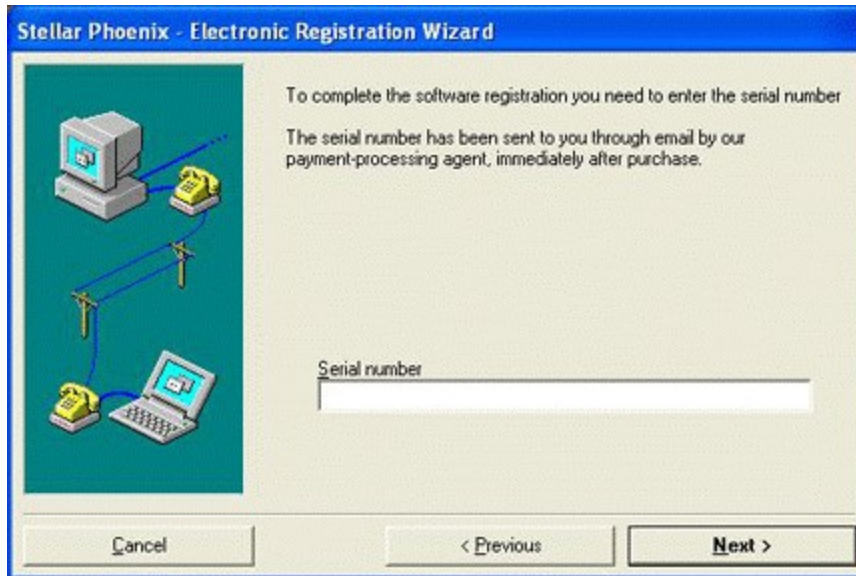 Stellar Phoenix - Electronic Registration Wizard
To complete the software registration you need to enter the serial number
The serial number has been sent to you through email by our
payment-processing agent, immediately after purchase.
Serial number
Cancel
< Previous
Next >